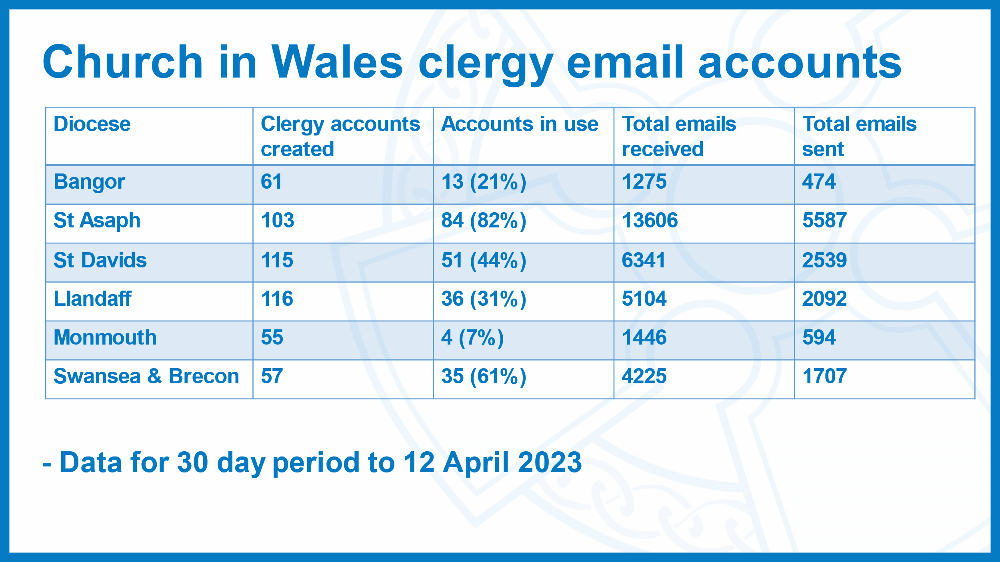 Church in Wales clergy email accounts
Diocese Clergy accounts created Accounts in use Total emails received Total emails sent
Bangor 61 13 (21%) 1275 474
St Asaph 103 84 (82%) 13606 5587
St Davids 115 51 (44%) 6341 2539
Llandaff 116 36 (31%) 5104 2092
Monmouth 55 4 (7%) 1446 594
Swansea & Brecon 57 35 (61%) 4225 1707
- Data for 30 day period to 12 April 2023